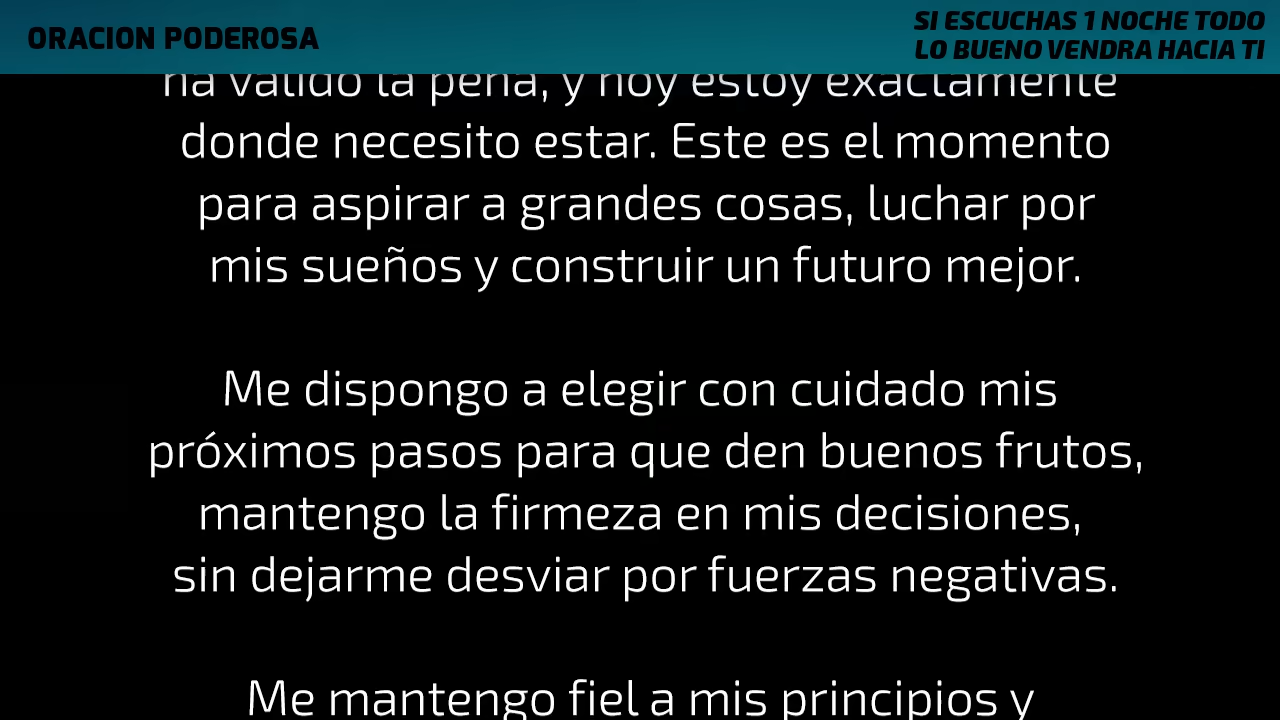 ORACION PODEROSA
SI ESCUCHAS 1 NOCHE TODO
LO BUENO VENDRA HACIA TI
ha valido la pena, y hoy estoy exactamente
donde necesito estar. Este es el momento
para aspirar a grandes cosas, luchar por
mis sueños y construir un futuro mejor.
Me dispongo a elegir con cuidado mis
próximos pasos para que den buenos frutos,
mantengo la firmeza en mis decisiones,
sin dejarme desviar por fuerzas negativas.
Me mantengo fiel a mis principios y